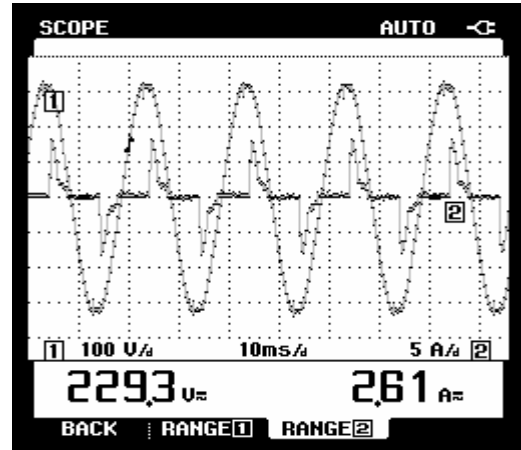 SCOPE AUTO
1
2
1 100 V/d 10ms/d 5 A/d 2
229.3 V≂ 2.61 A≂
BACK RANGE1 RANGE2